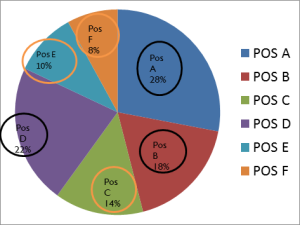 Pos
F
8%
Pos E
10%
Pos
A
28%
Pos
D
22%
Pos
B
18%
Pos
C
14%
POS A
POS B
POS C
POS D
POS E
POS F